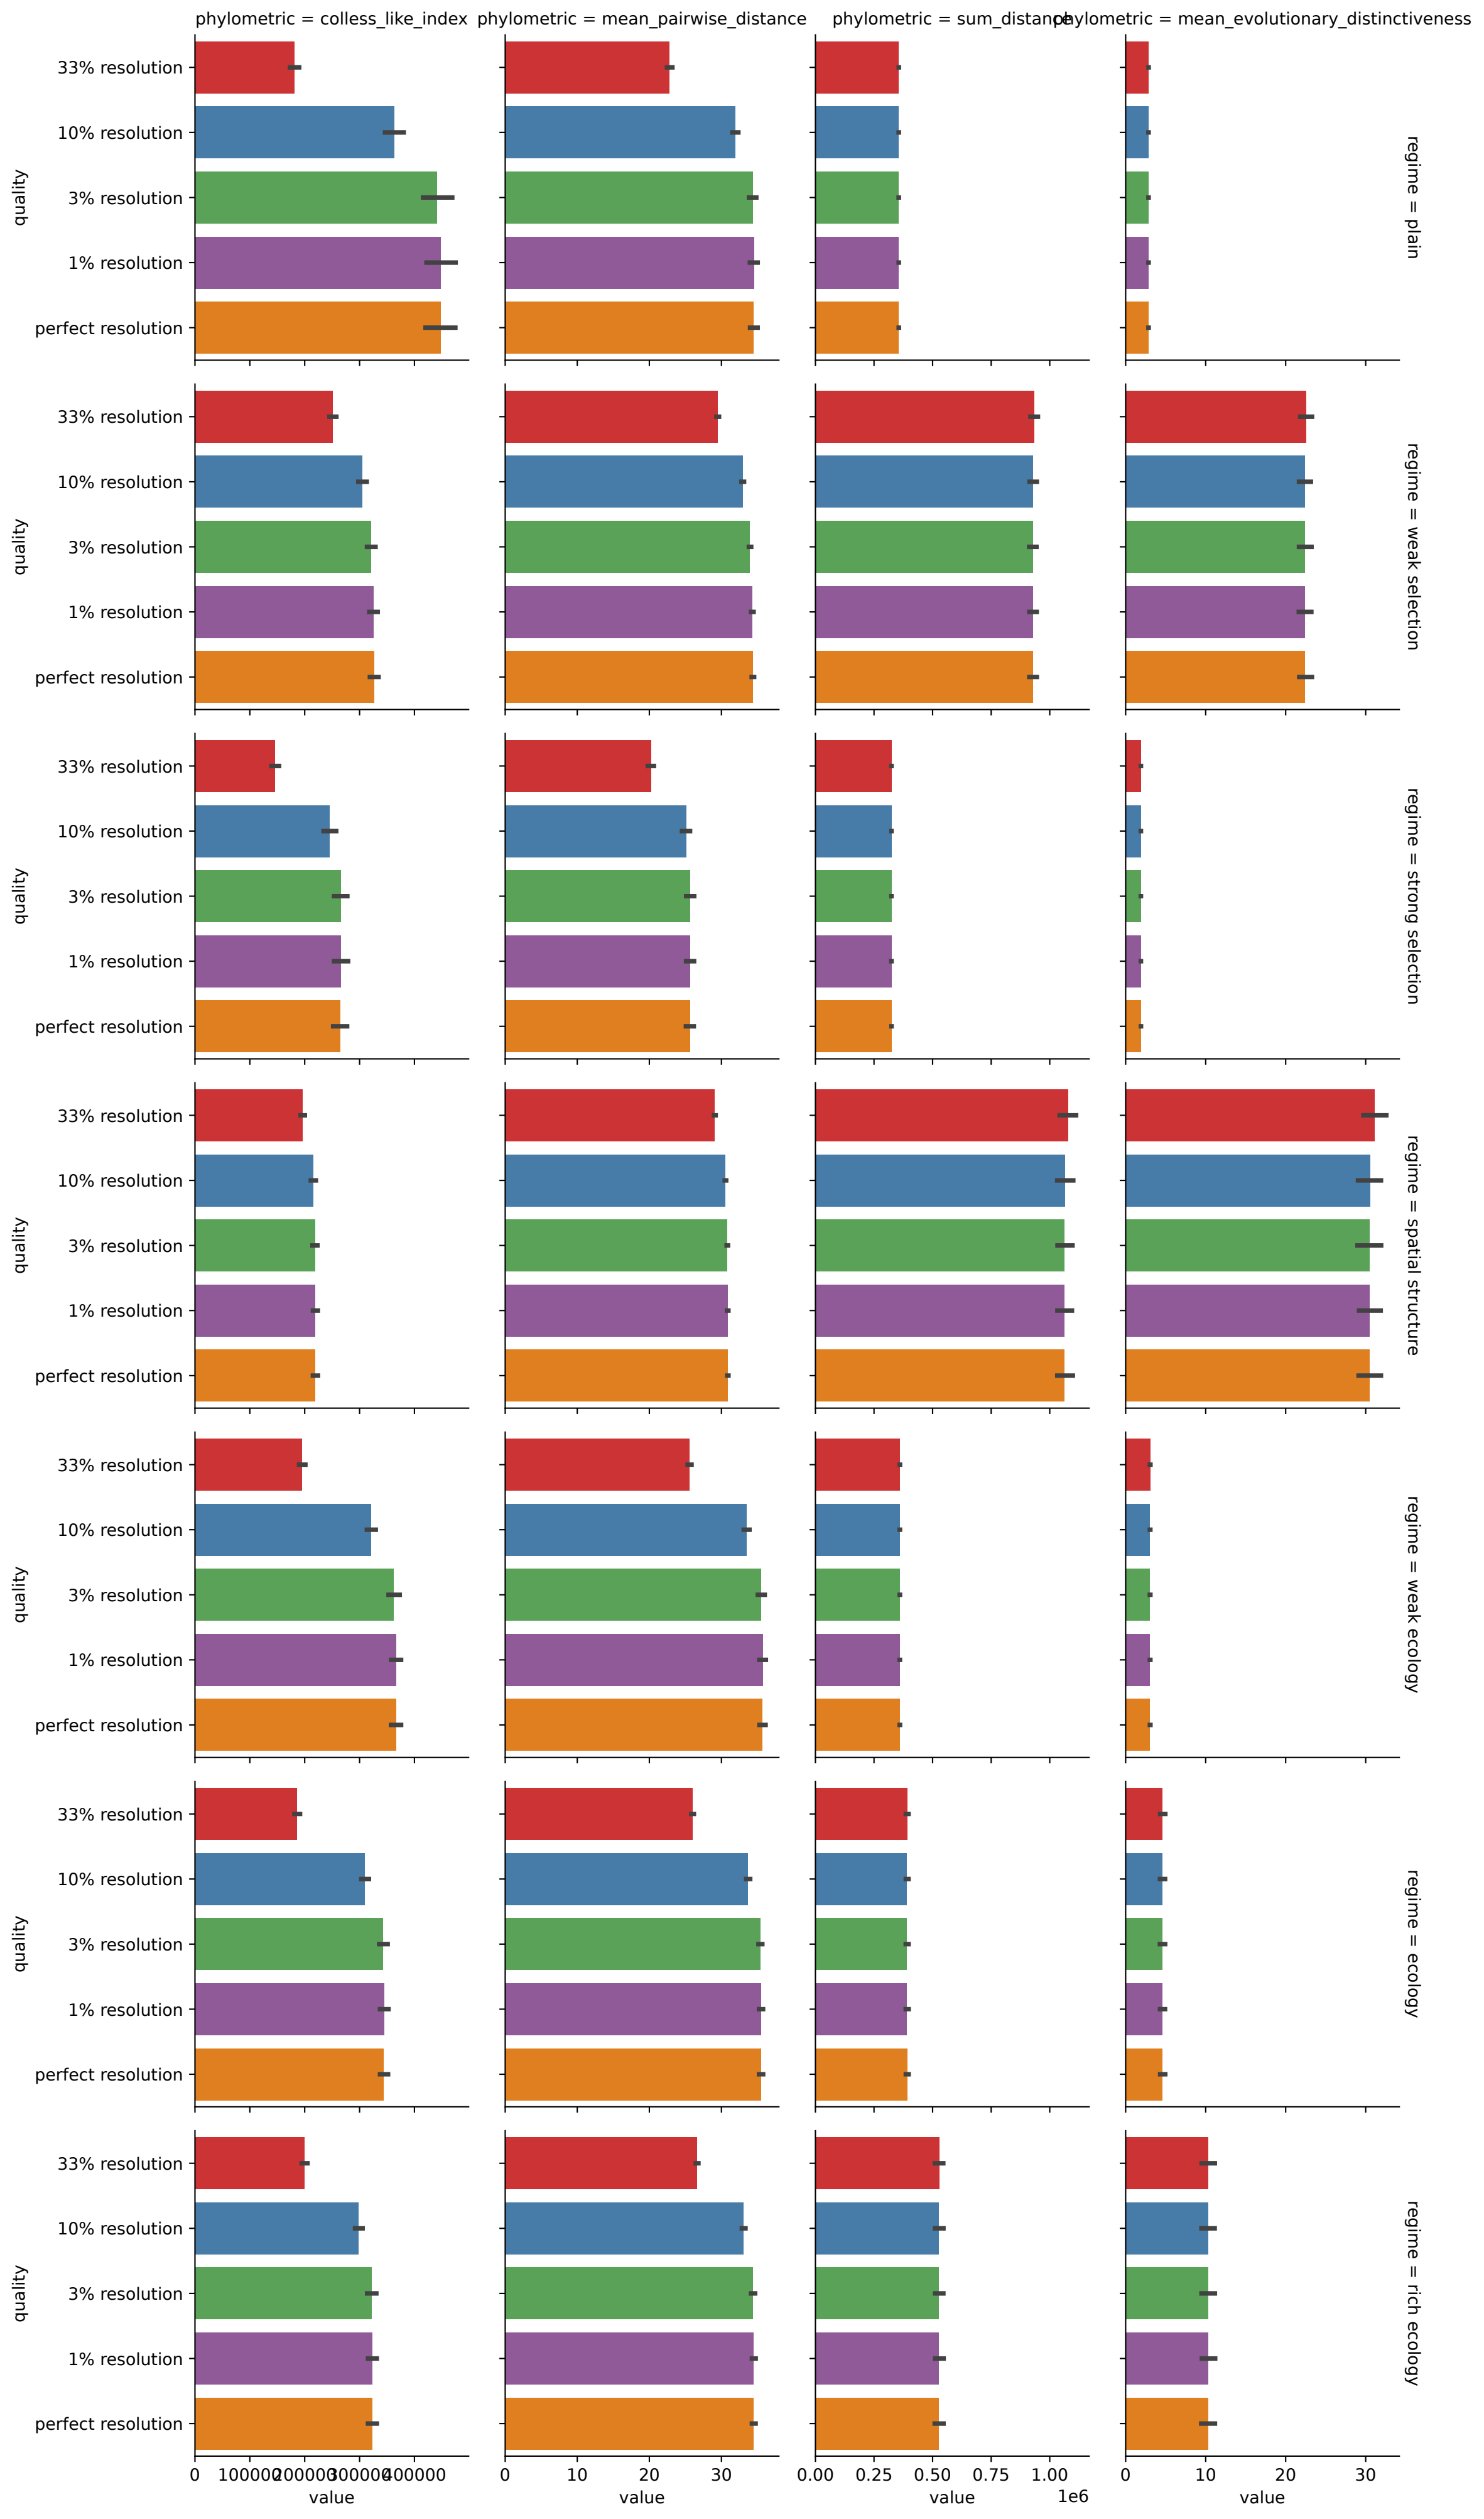 phylometric = colless_like_index
phylometric = mean_pairwise_distance
phylometric = sum_distance
phylometric = mean_evolutionary_distinctiveness
33% resolution
10% resolution
3% resolution
1% resolution
perfect resolution
quality
regime = plain
33% resolution
10% resolution
3% resolution
1% resolution
perfect resolution
quality
regime = weak selection
33% resolution
10% resolution
3% resolution
1% resolution
perfect resolution
quality
regime = strong selection
33% resolution
10% resolution
3% resolution
1% resolution
perfect resolution
quality
regime = spatial structure
33% resolution
10% resolution
3% resolution
1% resolution
perfect resolution
quality
regime = weak ecology
33% resolution
10% resolution
3% resolution
1% resolution
perfect resolution
quality
regime = ecology
33% resolution
10% resolution
3% resolution
1% resolution
perfect resolution
quality
regime = rich ecology
0 100000 200000 300000 400000
value
0 10 20 30
value
0.00 0.25 0.50 0.75 1.00
1e6
value
0 10 20 30
value